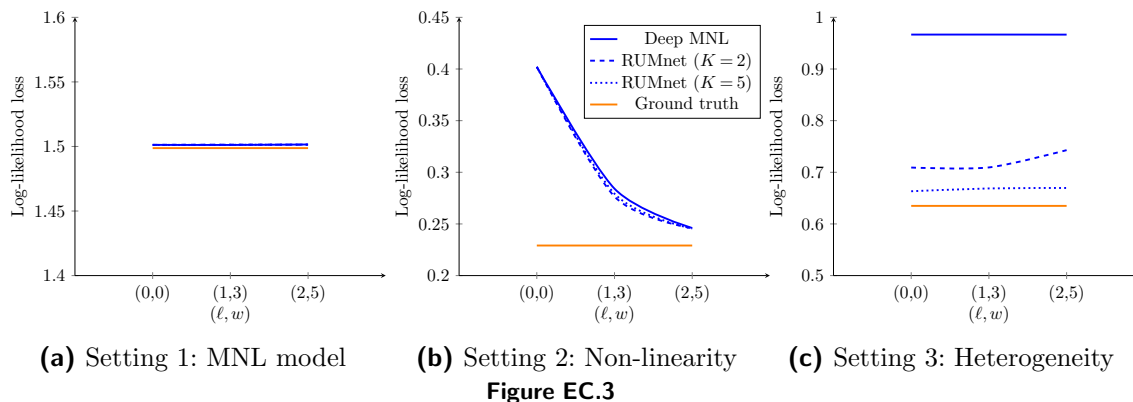 1.6
1.55
1.5
1.45
1.4
Log-likelihood loss
(0,0) (1,3) (2,5)
(ℓ, w)
(a) Setting 1: MNL model
0.45
0.4
0.35
0.3
0.25
0.2
Log-likelihood loss
Deep MNL
RUMnet (K = 2)
RUMnet (K = 5)
Ground truth
(0,0) (1,3) (2,5)
(ℓ, w)
(b) Setting 2: Non-linearity
1
0.9
0.8
0.7
0.6
0.5
Log-likelihood loss
(0,0) (1,3) (2,5)
(ℓ, w)
(c) Setting 3: Heterogeneity
Figure EC.3